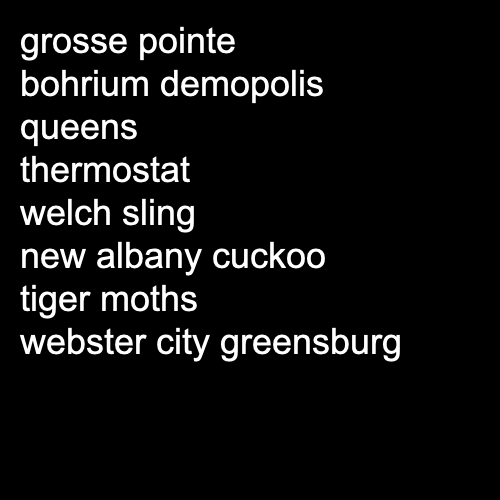 grosse pointe
bohrium demopolis
queens
thermostat
welch sling
new albany cuckoo
tiger moths
webster city greensburg